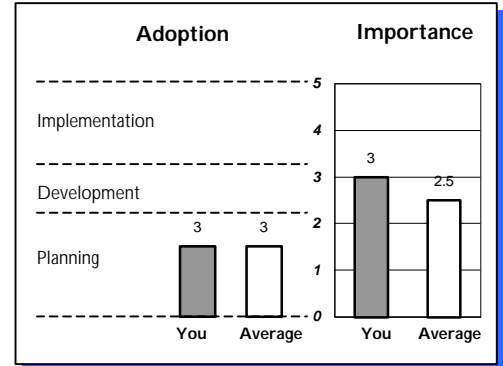 Adoption
Importance
5
Implementation
4
3
3
2.5
Development
2
3
3
Planning
1
0
You
Average
You
Average